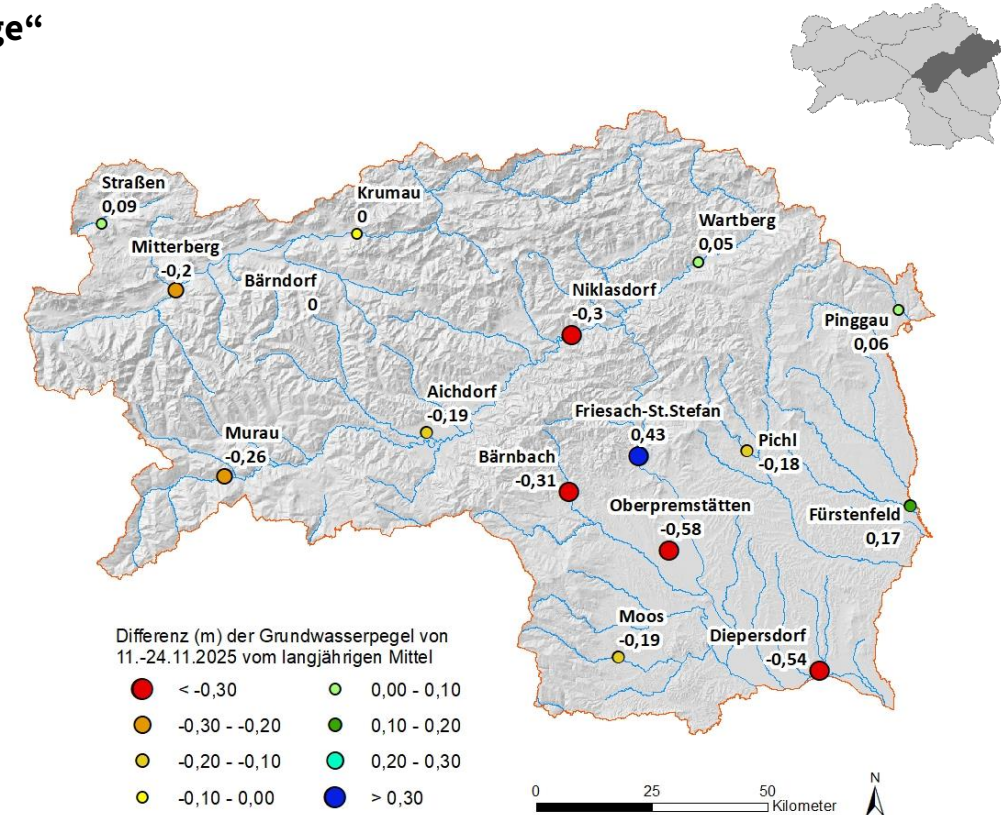 ge“
Straßen
0,09
Krumau
0
Wartberg
0,05
Mitterberg
-0,2
Bärndorf
0
Niklasdorf
-0,3
Pinggau
0,06
Aichdorf
-0,19
Friesach-St.Stefan
0,43
Murau
-0,26
Pichl
-0,18
Bärnbach
-0,31
Oberpremstätten
-0,58
Fürstenfeld
0,17
Moos
-0,19
Diepersdorf
-0,54
Differenz (m) der Grundwasserpegel von
11.-24.11.2025 vom langjährigen Mittel
< -0,30
-0,30 - -0,20
-0,20 - -0,10
-0,10 - 0,00
0,00 - 0,10
0,10 - 0,20
0,20 - 0,30
> 0,30
0 25 50
Kilometer
N